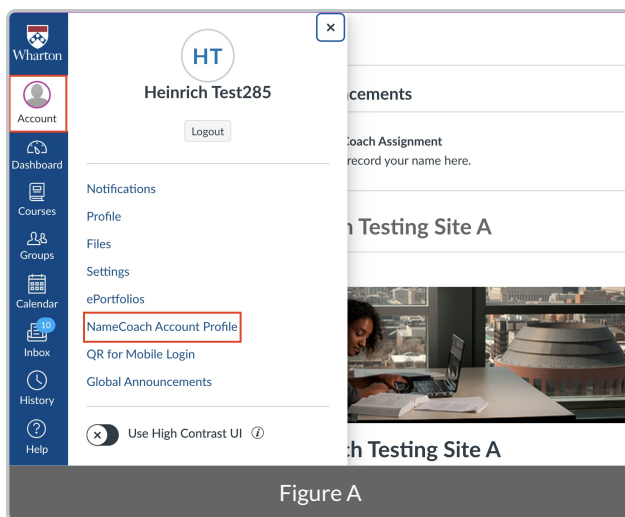 Wharton
Account
Dashboard
Courses
Groups
Calendar
10
Inbox
History
Help
HT
Heinrich Test285
Logout
Notifications
Profile
Files
Settings
ePortfolios
NameCoach Account Profile
QR for Mobile Login
Global Announcements
Use High Contrast UI
cements
Coach Assignment
record your name here.
h Testing Site A
ch Testing Site A
Figure A